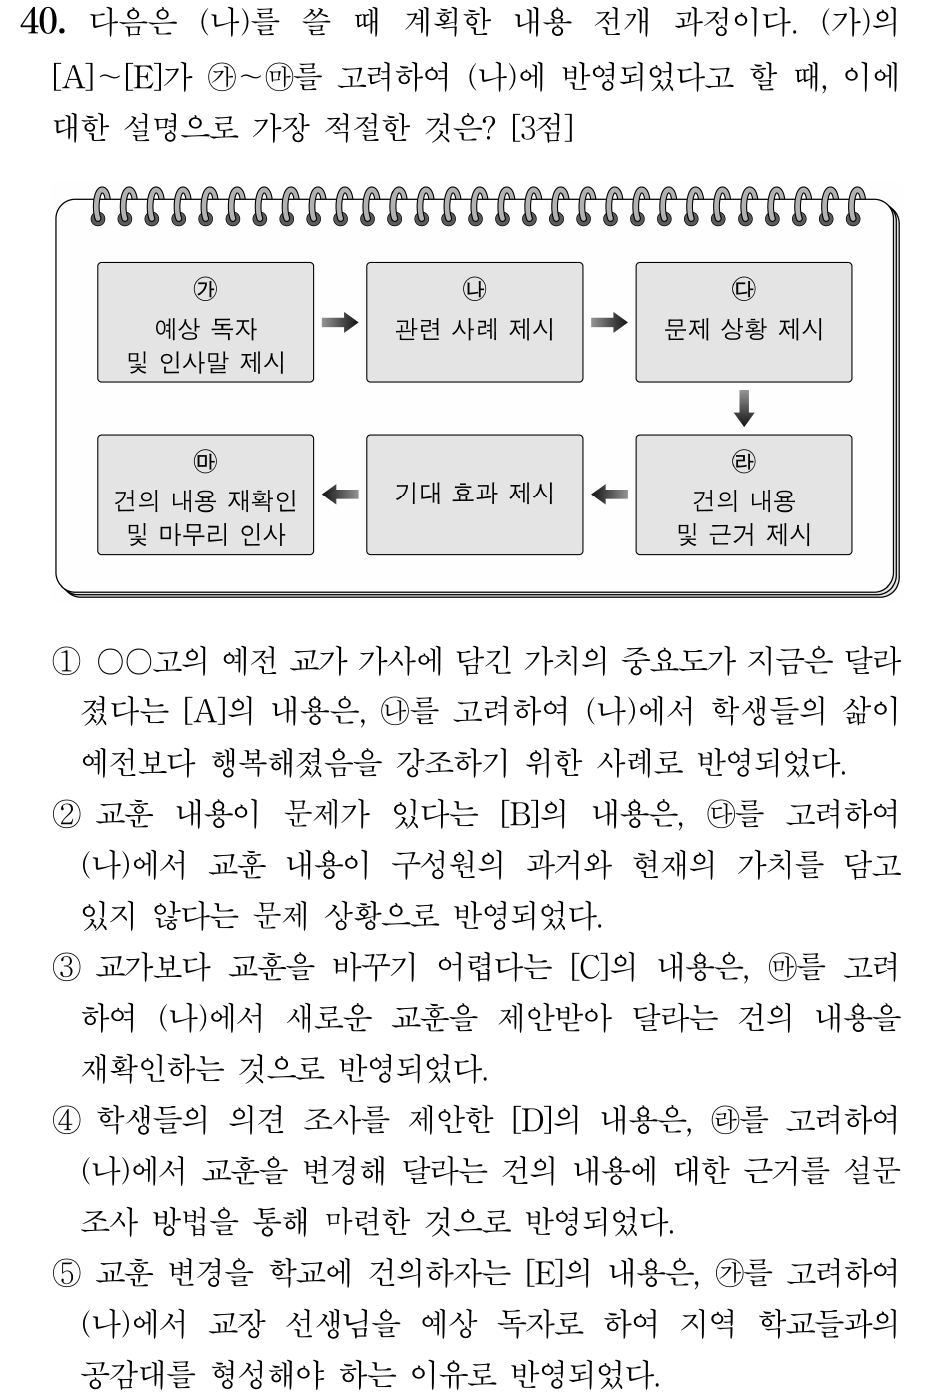 40. 다음은 (나)를 쓸 때 계획한 내용 전개 과정이다. (가)의
[A]~[E]가 ㉮~㉲를 고려하여 (나)에 반영되었다고 할 때, 이에
대한 설명으로 가장 적절한 것은? [3점]
㉮
예상 독자
및 인사말 제시
㉯
관련 사례 제시
㉰
문제 상황 제시
㉱
건의 내용
및 근거 제시
기대 효과 제시
㉲
건의 내용 재확인
및 마무리 인사
① ○○고의 예전 교가 가사에 담긴 가치의 중요도가 지금은 달라
졌다는 [A]의 내용은, ㉯를 고려하여 (나)에서 학생들의 삶이
예전보다 행복해졌음을 강조하기 위한 사례로 반영되었다.
② 교훈 내용이 문제가 있다는 [B]의 내용은, ㉰를 고려하여
(나)에서 교훈 내용이 구성원의 과거와 현재의 가치를 담고
있지 않다는 문제 상황으로 반영되었다.
③ 교가보다 교훈을 바꾸기 어렵다는 [C]의 내용은, ㉲를 고려
하여 (나)에서 새로운 교훈을 제안받아 달라는 건의 내용을
재확인하는 것으로 반영되었다.
④ 학생들의 의견 조사를 제안한 [D]의 내용은, ㉱를 고려하여
(나)에서 교훈을 변경해 달라는 건의 내용에 대한 근거를 설문
조사 방법을 통해 마련한 것으로 반영되었다.
⑤ 교훈 변경을 학교에 건의하자는 [E]의 내용은, ㉮를 고려하여
(나)에서 교장 선생님을 예상 독자로 하여 지역 학교들과의
공감대를 형성해야 하는 이유로 반영되었다.